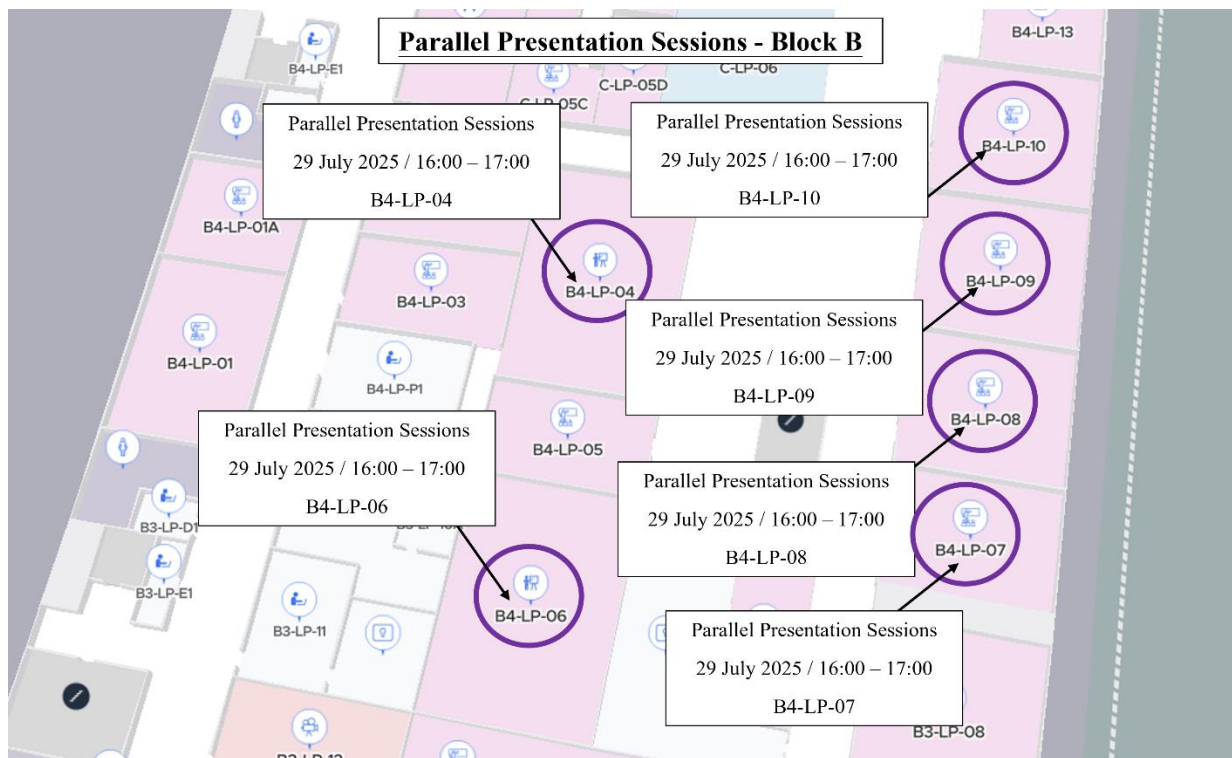 Parallel Presentation Sessions - Block B
B4-LP-E1
B4-LP-13
C-LP-06
C-LP-05D
C-LP-05C
Parallel Presentation Sessions
29 July 2025 / 16:00 – 17:00
B4-LP-04
Parallel Presentation Sessions
29 July 2025 / 16:00 – 17:00
B4-LP-10
B4-LP-10
B4-LP-01A
B4-LP-03
B4-LP-04
B4-LP-09
Parallel Presentation Sessions
29 July 2025 / 16:00 – 17:00
B4-LP-09
B4-LP-01
B4-LP-P1
B4-LP-08
Parallel Presentation Sessions
29 July 2025 / 16:00 – 17:00
B4-LP-06
B4-LP-05
Parallel Presentation Sessions
29 July 2025 / 16:00 – 17:00
B4-LP-08
B3-LP-D1
B4-LP-07
B3-LP-E1
B4-LP-06
B3-LP-11
Parallel Presentation Sessions
29 July 2025 / 16:00 – 17:00
B4-LP-07
B3-LP-08